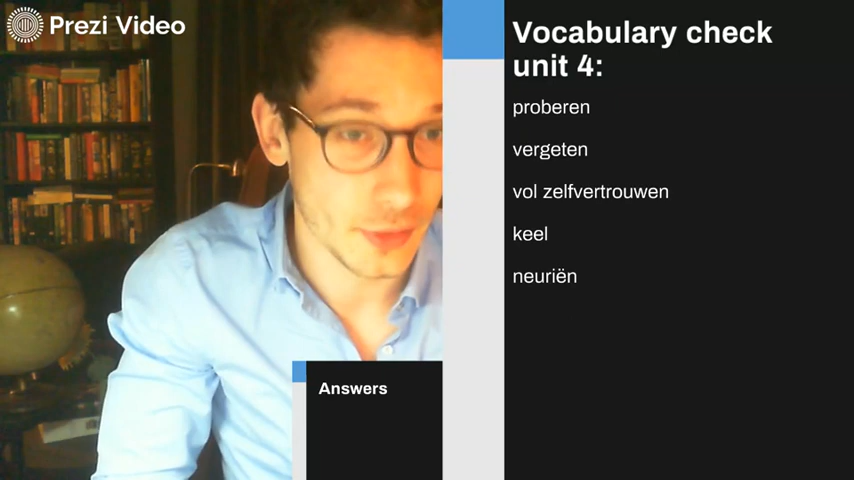 Prezi Video
Vocabulary check
unit 4:
proberen
vergeten
vol zelfvertrouwen
keel
neuriën
Answers